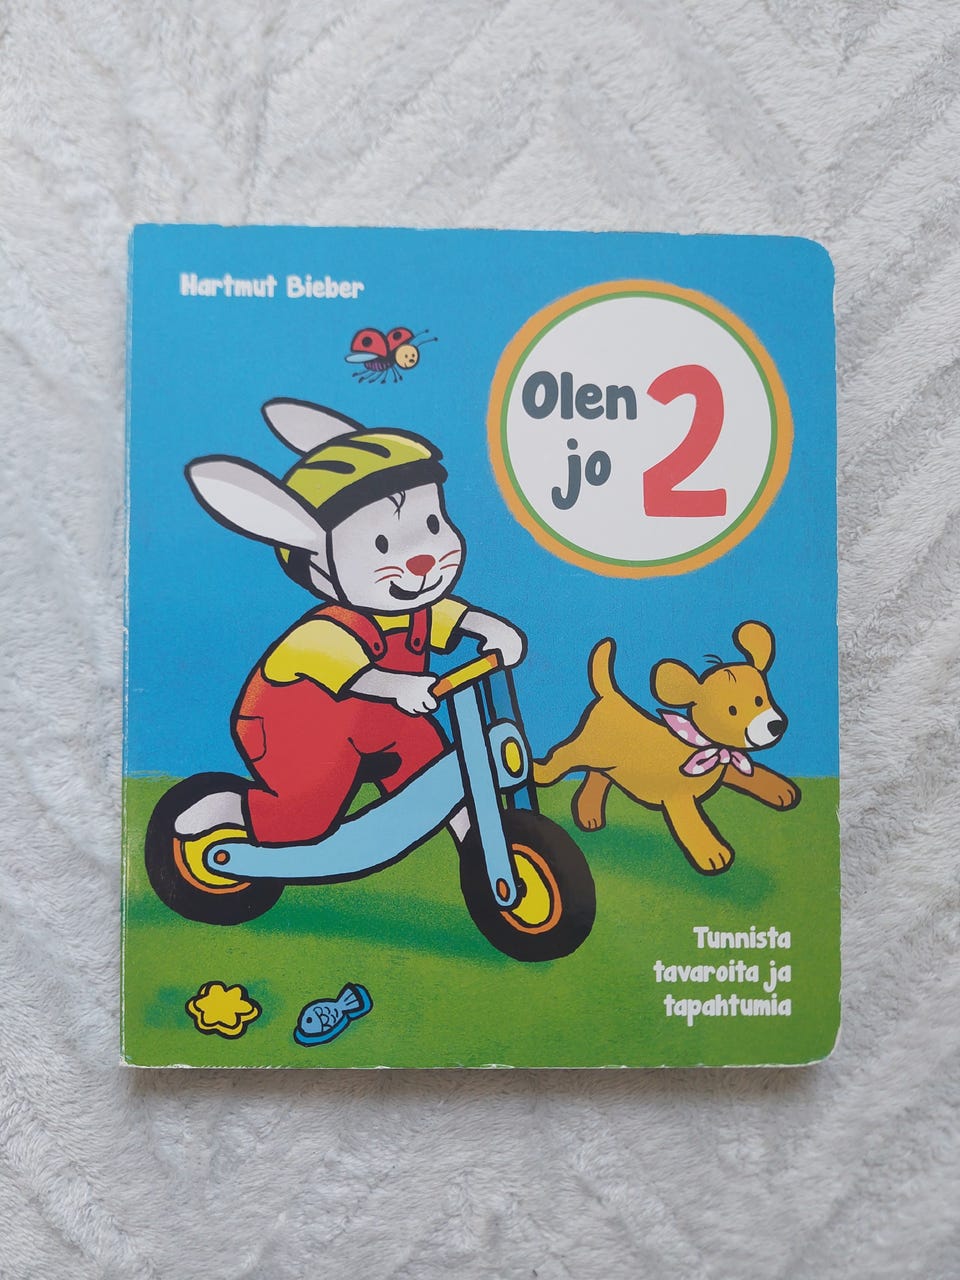 Hartmut Bieber
Olen
jo 2
Tunnista
tavaroita ja
tapahtumia